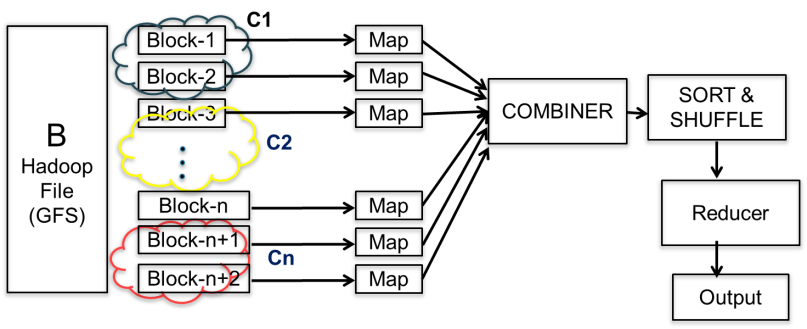 B
Hadoop
File
(GFS)
C1
Block-1
Map
Block-2
Map
Block-3
Map
C2
Block-n
Map
Block-n+1
Map
Cn
Block-n+2
Map
COMBINER
SORT &
SHUFFLE
Reducer
Output